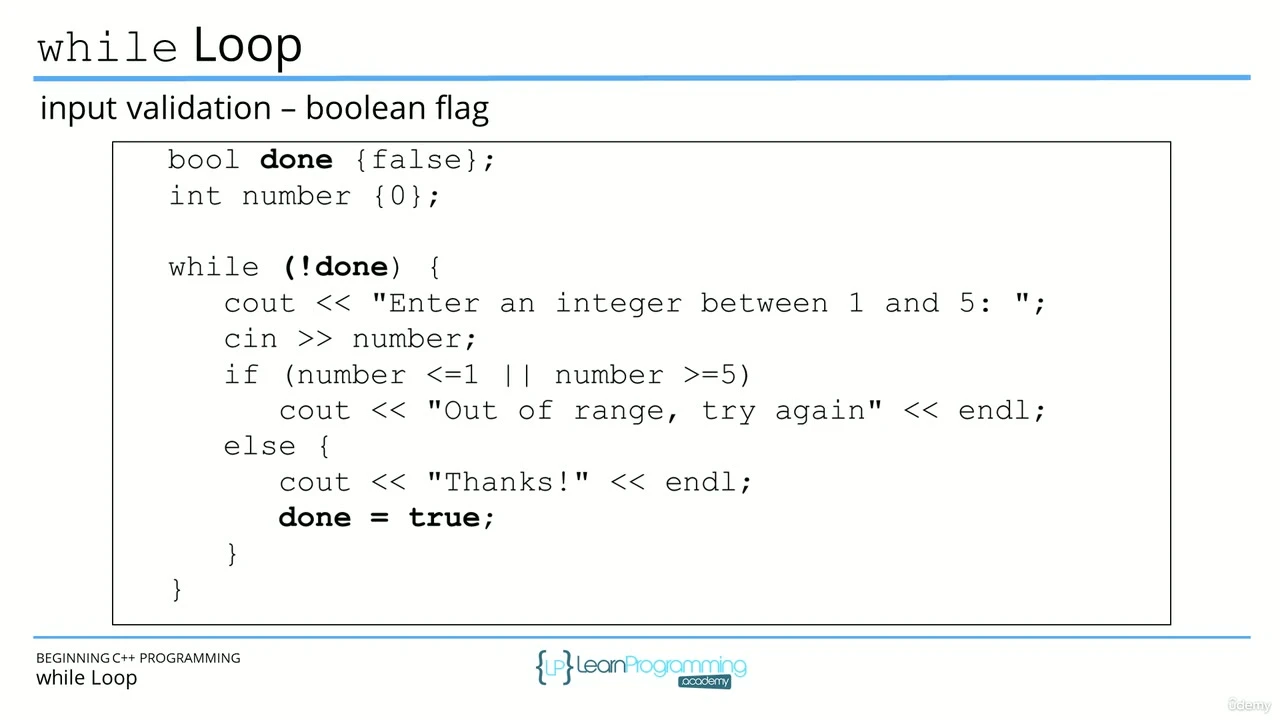 while Loop
input validation – boolean flag
bool done {false};
int number {0};
while (!done) {
cout << "Enter an integer between 1 and 5: ";
cin >> number;
if (number <=1 || number >=5)
cout << "Out of range, try again" << endl;
else {
cout << "Thanks!" << endl;
done = true;
}
}
BEGINNING C++ PROGRAMMING
while Loop
{LP} LearnProgramming
.academy
ûdemy